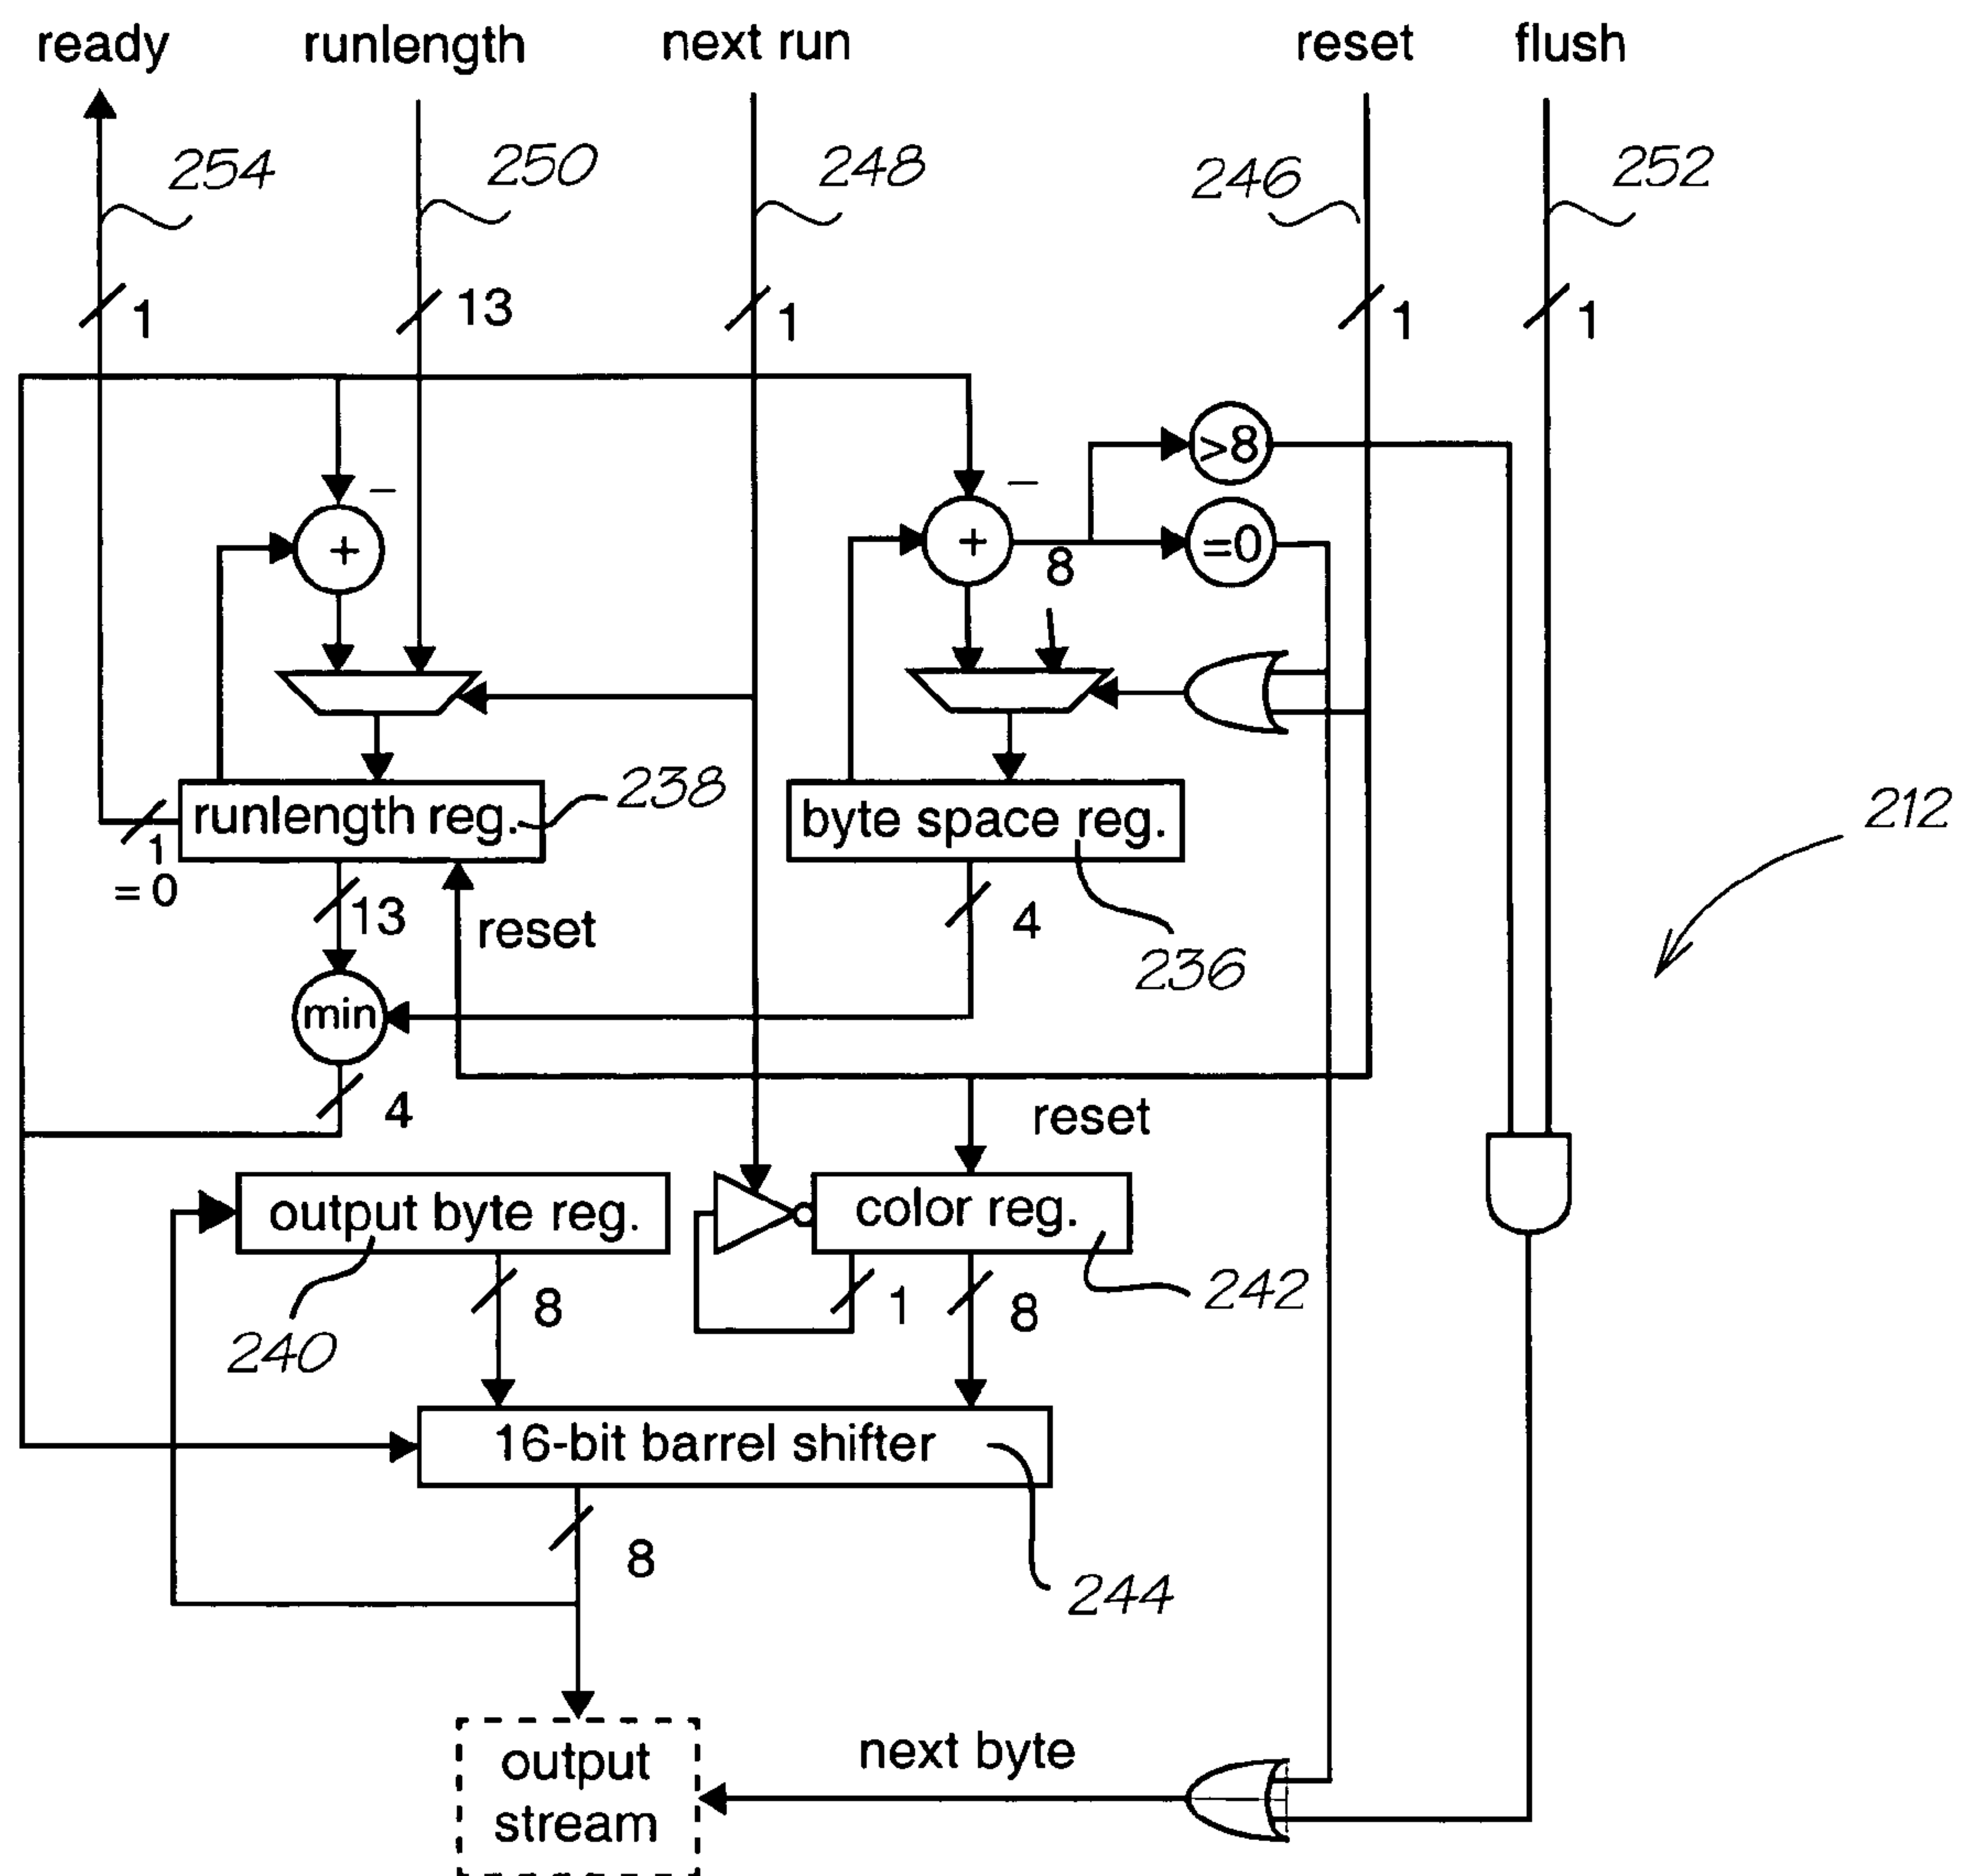 ready runlength next run reset flush
254 250 248 246 252
1 13 1 1 1
>8
–
–
+ + =0
8
238
runlength reg. byte space reg. 212
1
= 0
13 reset 4
236
min
4 reset
output byte reg. color reg.
8 1 8 242
240
16-bit barrel shifter
8
244
next byte
output
stream